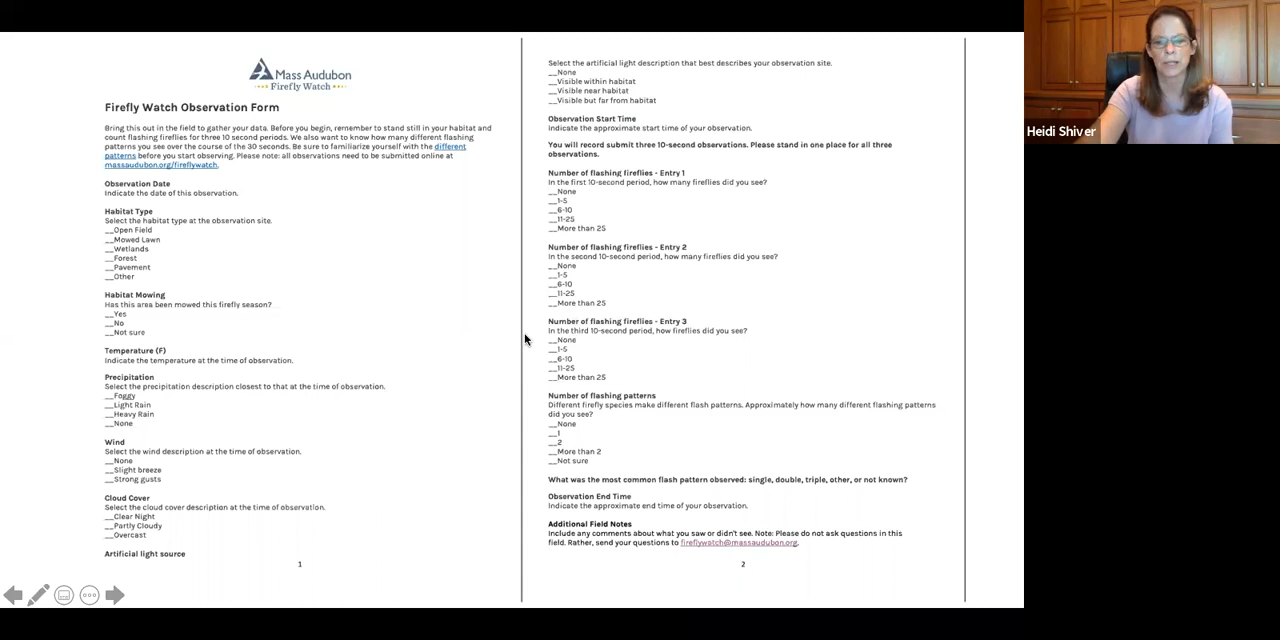 Mass Audubon
Firefly Watch
Firefly Watch Observation Form
Bring this out in the field to gather your data. Before you begin, remember to stand still in your habitat and
count flashing fireflies for three 10 second periods. We also want to know how many different flashing
patterns you see over the course of the 30 seconds. Be sure to familiarize yourself with the different
patterns before you start observing. Please note: all observations need to be submitted online at
massaudubon.org/fireflywatch.
Observation Date
Indicate the date of this observation.
Habitat Type
Select the habitat type at the observation site.
__Open Field
__Mowed Lawn
__Wetlands
__Forest
__Pavement
__Other
Habitat Mowing
Has this area been mowed this firefly season?
__Yes
__No
__Not sure
Temperature (F)
Indicate the temperature at the time of observation.
Precipitation
Select the precipitation description closest to that at the time of observation.
__Foggy
__Light Rain
__Heavy Rain
__None
Wind
Select the wind description at the time of observation.
__None
__Slight breeze
__Strong gusts
Cloud Cover
Select the cloud cover description at the time of observation.
__Clear Night
__Partly Cloudy
__Overcast
Artificial light source
1
Select the artificial light description that best describes your observation site.
__None
__Visible within habitat
__Visible near habitat
__Visible but far from habitat
Observation Start Time
Indicate the approximate start time of your observation.
You will record submit three 10-second observations. Please stand in one place for all three
observations.
Number of flashing fireflies - Entry 1
In the first 10-second period, how many fireflies did you see?
__None
__1-5
__6-10
__11-25
__More than 25
Number of flashing fireflies - Entry 2
In the second 10-second period, how many fireflies did you see?
__None
__1-5
__6-10
__11-25
__More than 25
Number of flashing fireflies - Entry 3
In the third 10-second period, how fireflies did you see?
__None
__1-5
__6-10
__11-25
__More than 25
Number of flashing patterns
Different firefly species make different flash patterns. Approximately how many different flashing patterns
did you see?
__None
__1
__2
__More than 2
__Not sure
What was the most common flash pattern observed: single, double, triple, other, or not known?
Observation End Time
Indicate the approximate end time of your observation.
Additional Field Notes
Include any comments about what you saw or didn't see. Note: Please do not ask questions in this
field. Rather, send your questions to fireflywatch@massaudubon.org.
2
Heidi Shiver